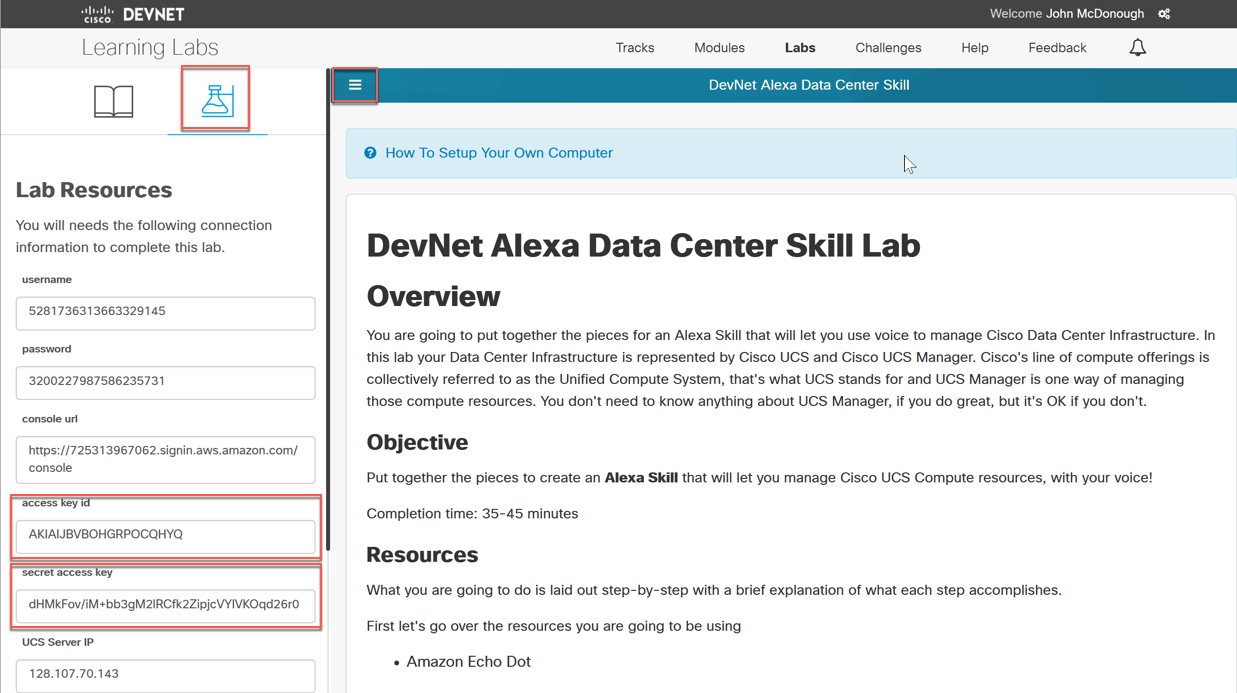 CISCO DEVNET
Welcome John McDonough
Learning Labs
Tracks Modules Labs Challenges Help Feedback
DevNet Alexa Data Center Skill
Lab Resources
You will needs the following connection
information to complete this lab.
username
5281736313663329145
password
3200227987586235731
console url
https://725313967062.signin.aws.amazon.com/
console
access key id
AKIAIJBVBOHGRPOCQHYQ
secret access key
UCS Server IP
128.107.70.143
How To Setup Your Own Computer
DevNet Alexa Data Center Skill Lab
Overview
You are going to put together the pieces for an Alexa Skill that will let you use voice to manage Cisco Data Center Infrastructure. In
this lab your Data Center Infrastructure is represented by Cisco UCS and Cisco UCS Manager. Cisco's line of compute offerings is
collectively referred to as the Unified Compute System, that's what UCS stands for and UCS Manager is one way of managing
those compute resources. You don't need to know anything about UCS Manager, if you do great, but it's OK if you don't.
Objective
Put together the pieces to create an Alexa Skill that will let you manage Cisco UCS Compute resources, with your voice!
Completion time: 35-45 minutes
Resources
What you are going to do is laid out step-by-step with a brief explanation of what each step accomplishes.
First let's go over the resources you are going to be using
• Amazon Echo Dot